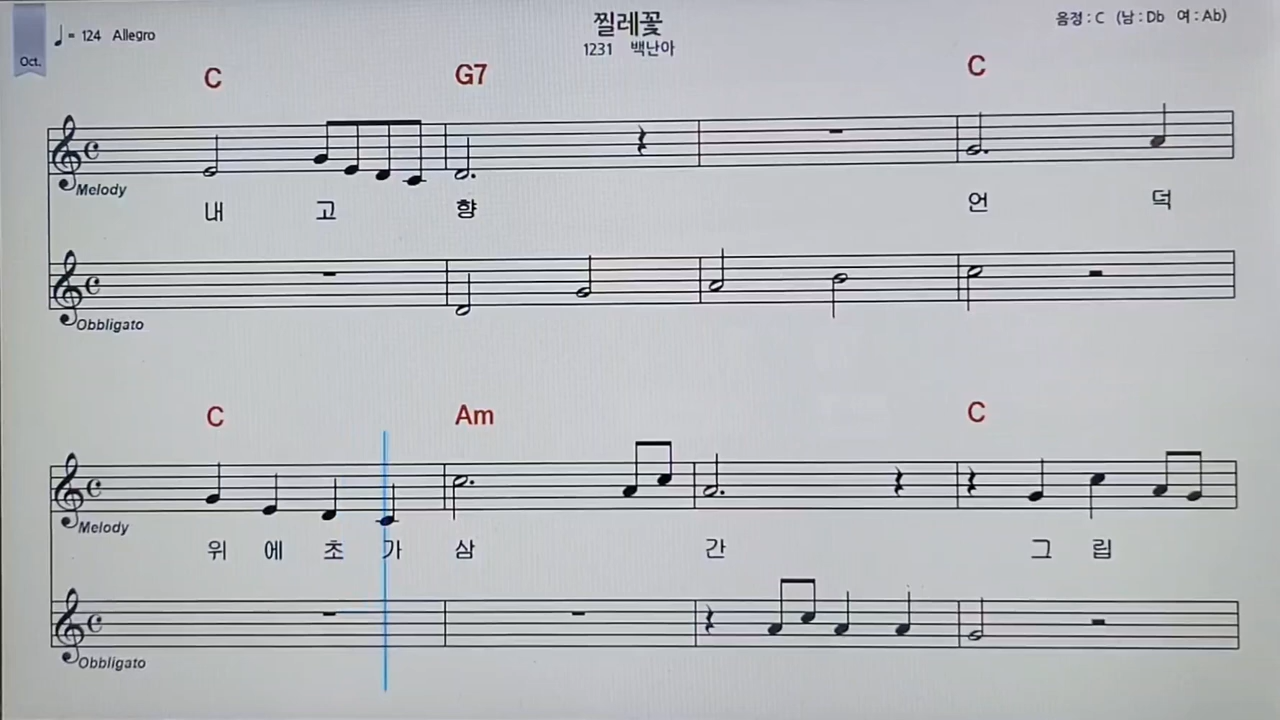 찔레꽃
음정 : C (남 : Db 여 : Ab)
♩ = 124 Allegro
1231 백난아
Oct.
C G7 C
Melody
내 고 향 언 덕
Obbligato
C Am C
Melody
위 에 초 가 삼 간 그 립
Obbligato